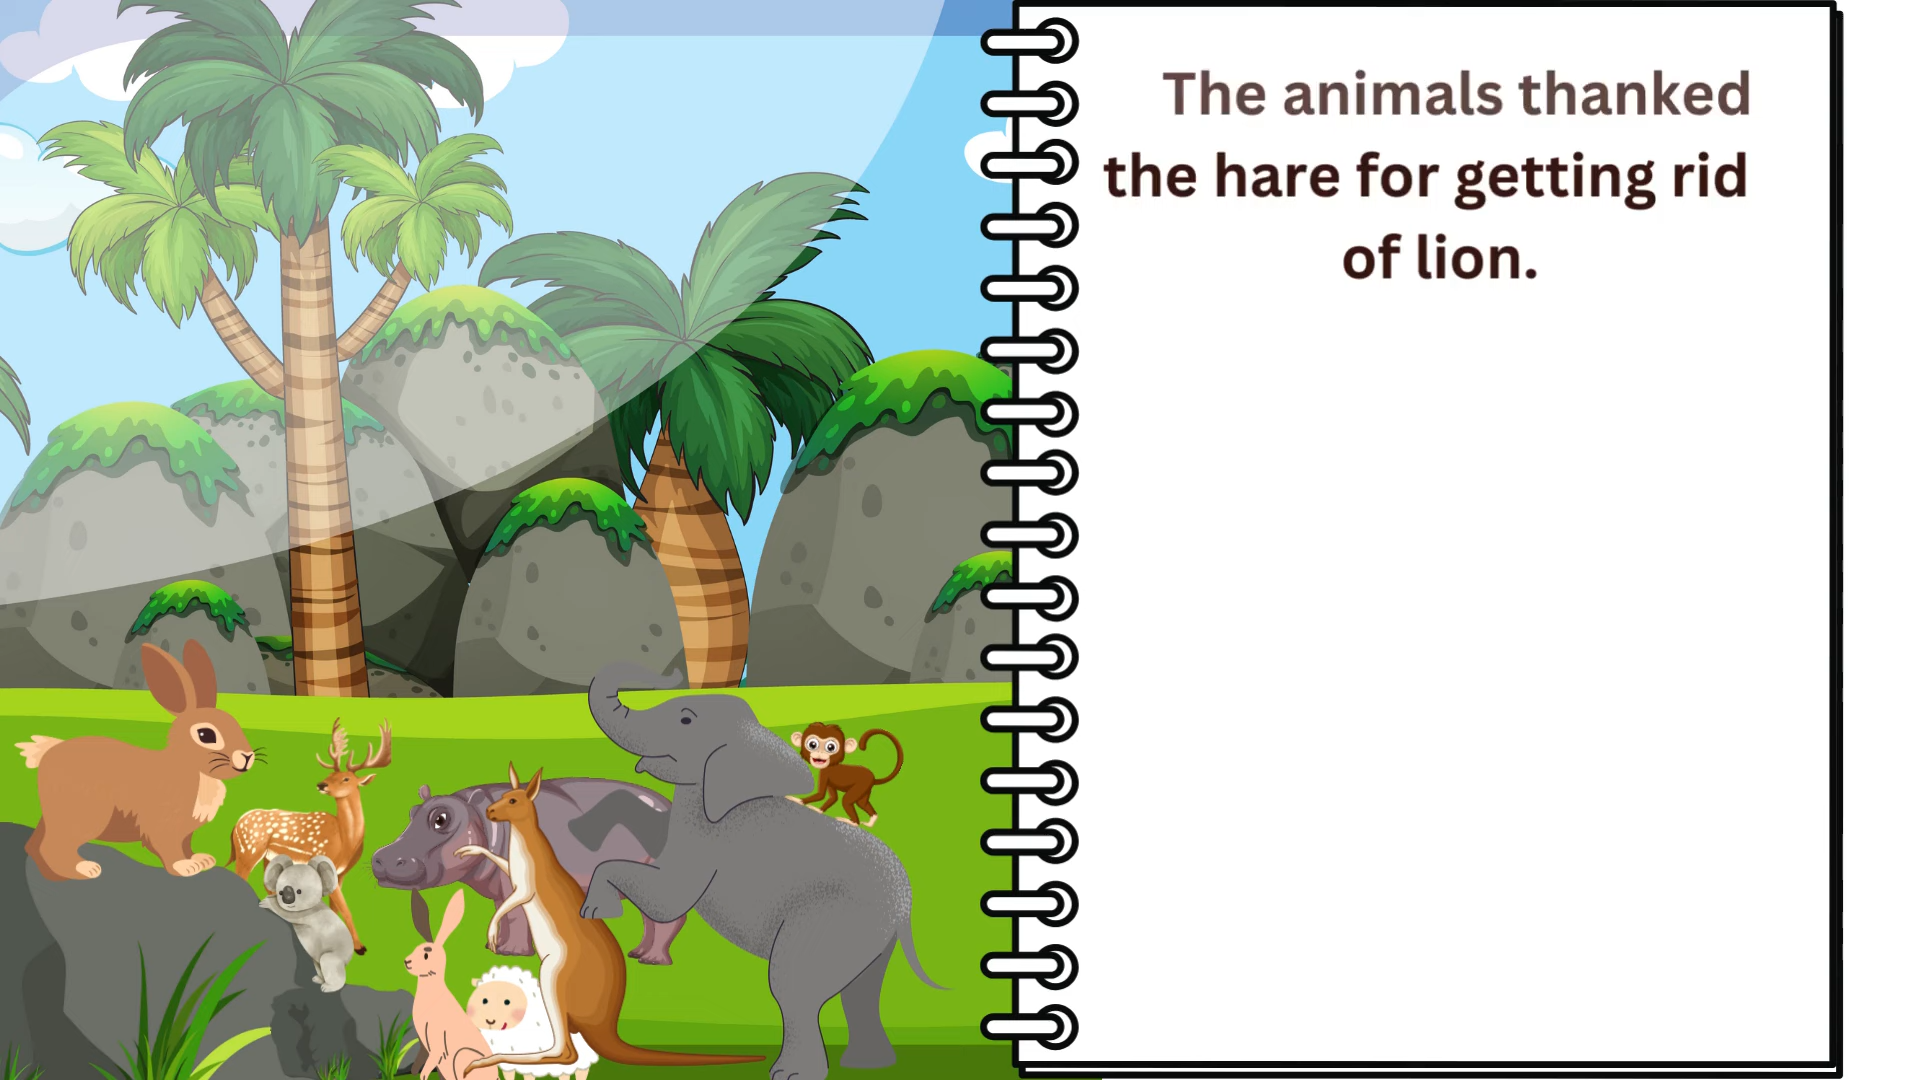 The animals thanked
the hare for getting rid
of lion.